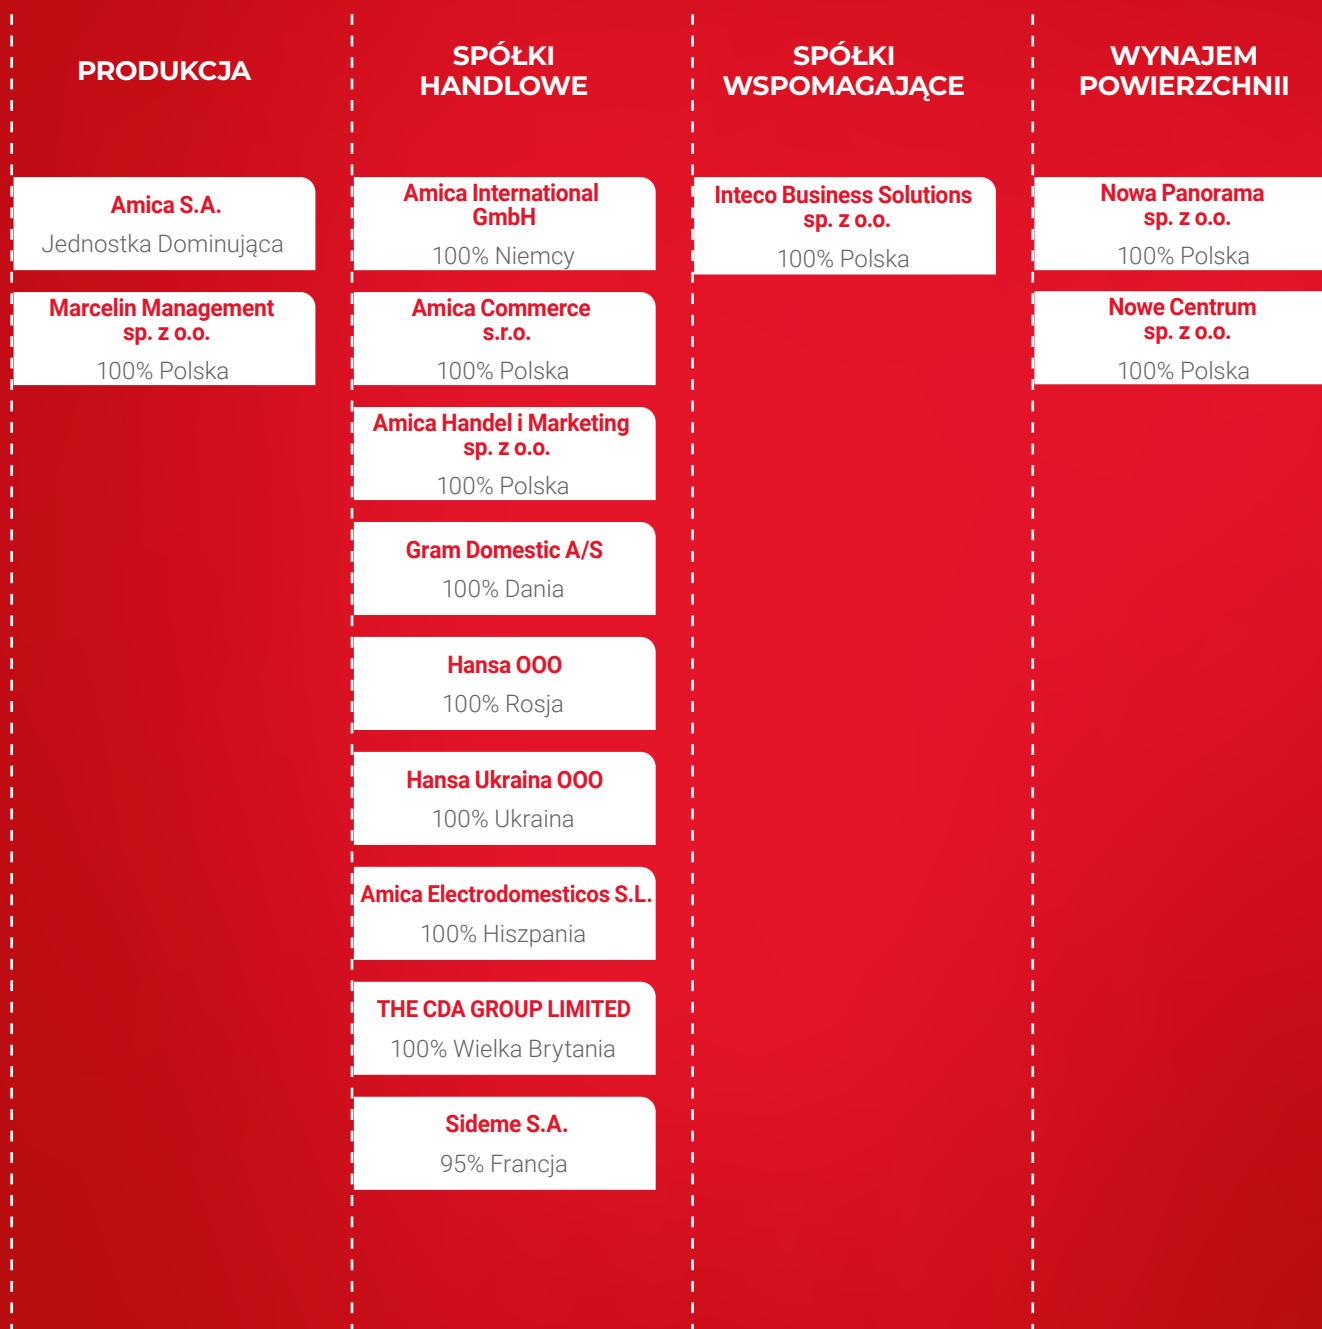 PRODUKCJA
Amica S.A.
Jednostka Dominująca
Marcelin Management
sp. z o.o.
100% Polska
SPÓŁKI
HANDLOWE
Amica International
GmbH
100% Niemcy
Amica Commerce
s.r.o.
100% Polska
Amica Handel i Marketing
sp. z o.o.
100% Polska
Gram Domestic A/S
100% Dania
Hansa OOO
100% Rosja
Hansa Ukraina OOO
100% Ukraina
Amica Electrodomesticos S.L.
100% Hiszpania
THE CDA GROUP LIMITED
100% Wielka Brytania
Sideme S.A.
95% Francja
SPÓŁKI
WSPOMAGAJĄCE
Inteco Business Solutions
sp. z o.o.
100% Polska
WYNAJEM
POWIERZCHNII
Nowa Panorama
sp. z o.o.
100% Polska
Nowe Centrum
sp. z o.o.
100% Polska